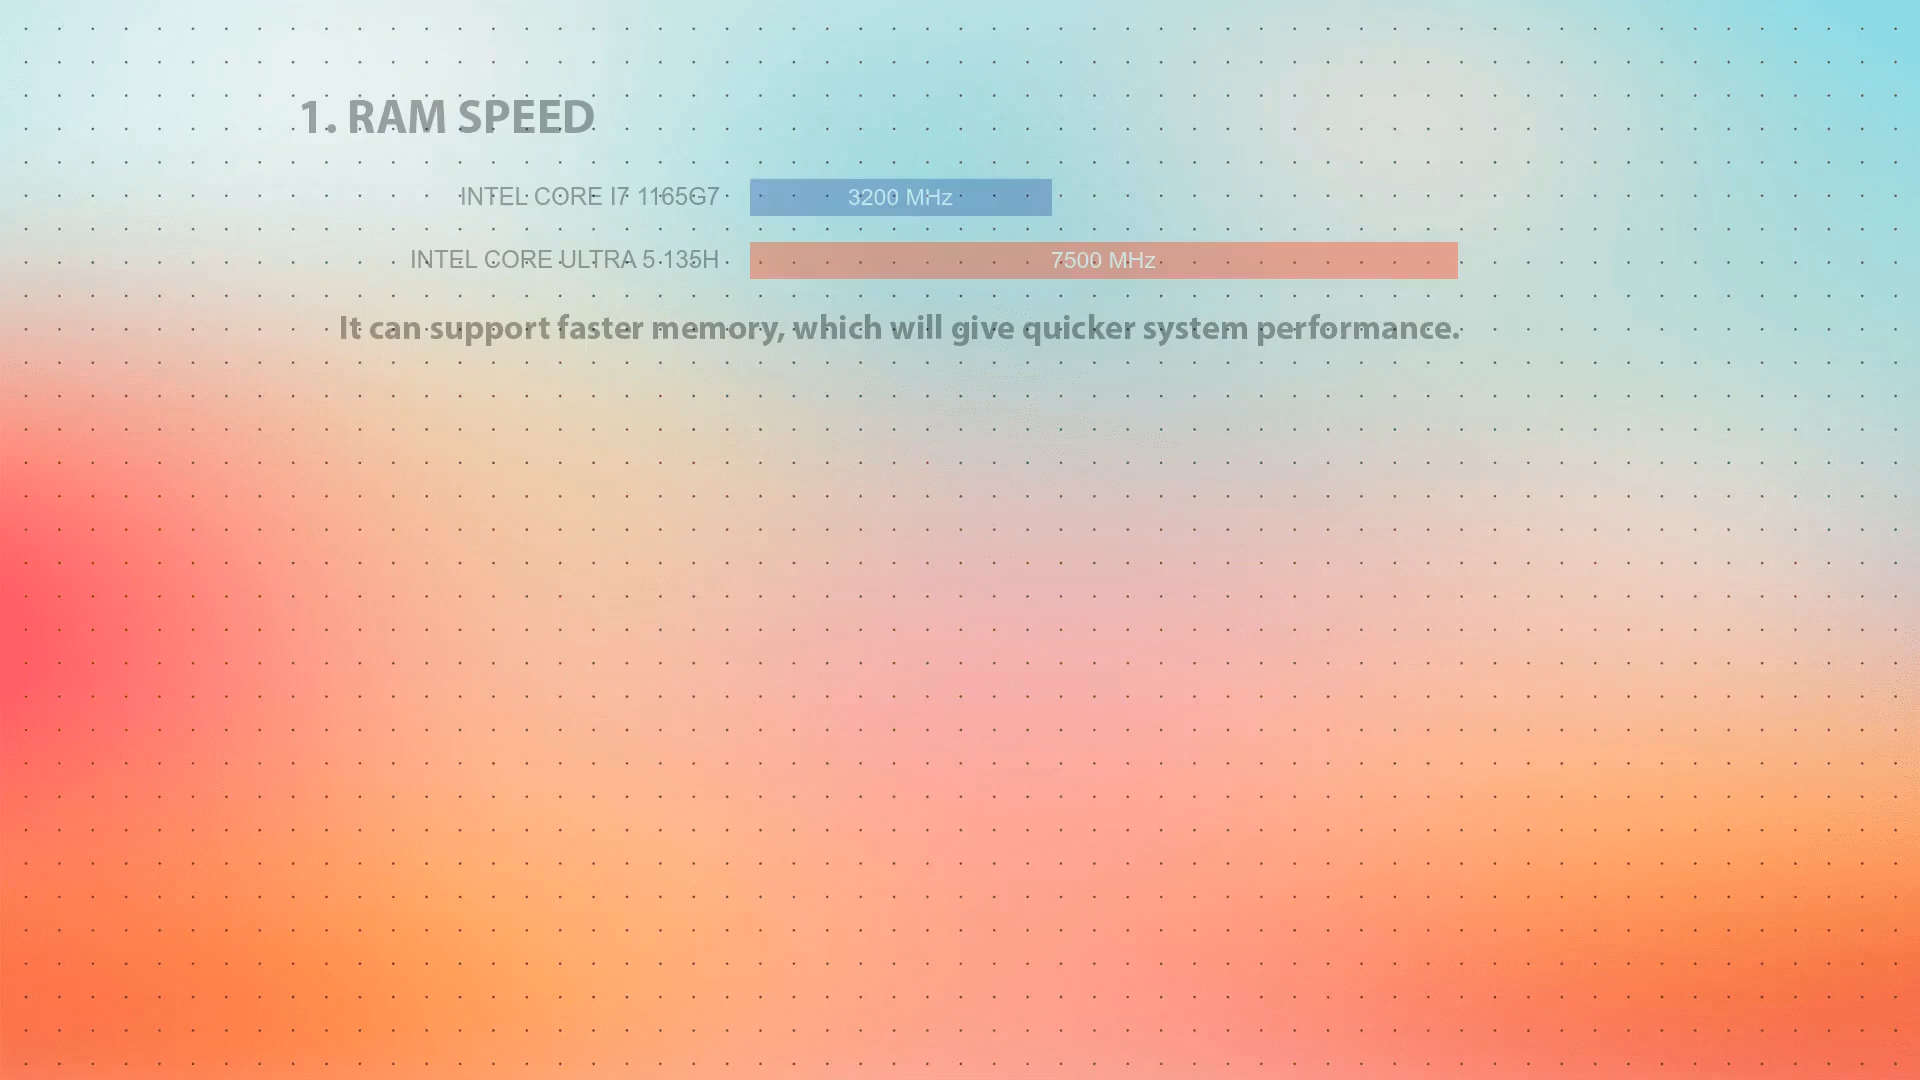 1. RAM SPEED
INTEL CORE I7 1165G7
3200 MHz
INTEL CORE ULTRA 5 135H
7500 MHz
It can support faster memory, which will give quicker system performance.